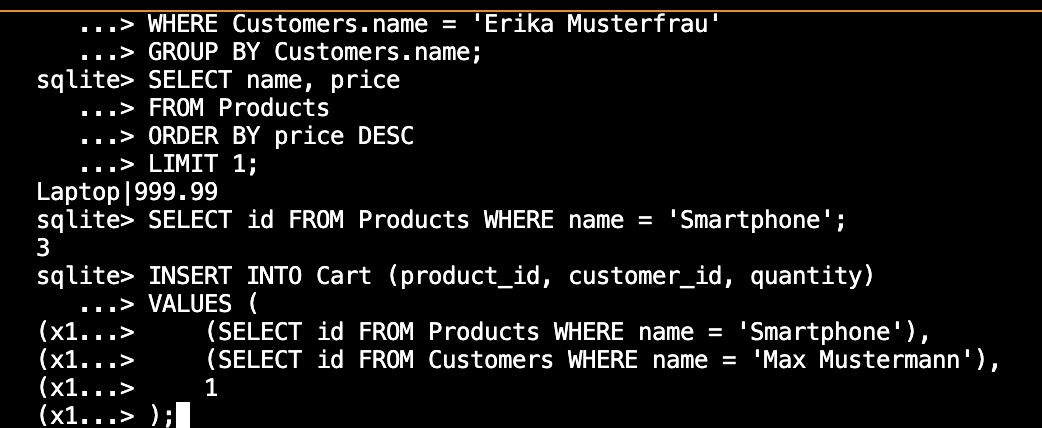 ...> WHERE Customers.name = 'Erika Musterfrau'
...> GROUP BY Customers.name;
sqlite> SELECT name, price
...> FROM Products
...> ORDER BY price DESC
...> LIMIT 1;
Laptop|999.99
sqlite> SELECT id FROM Products WHERE name = 'Smartphone';
3
sqlite> INSERT INTO Cart (product_id, customer_id, quantity)
...> VALUES (
(x1...>     (SELECT id FROM Products WHERE name = 'Smartphone'),
(x1...>     (SELECT id FROM Customers WHERE name = 'Max Mustermann'),
(x1...>     1
(x1...> );